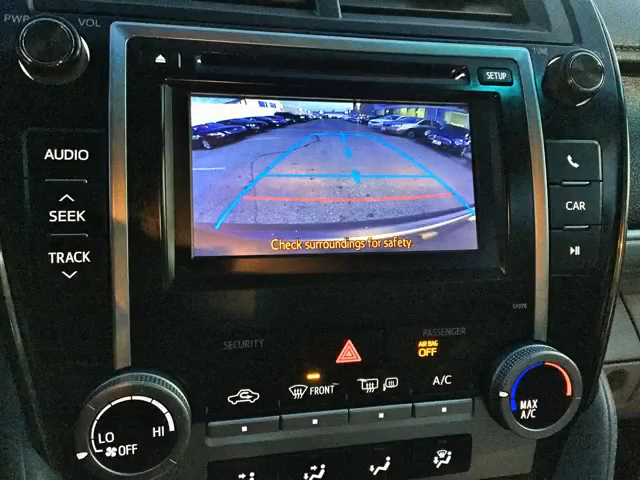 PWR
VOL
SETUP
TUNE
AUDIO
SEEK
TRACK
CAR
Check surroundings for safety.
SECURITY
PASSENGER
AIR BAG
OFF
FRONT
A/C
LO
HI
OFF
MAX
A/C